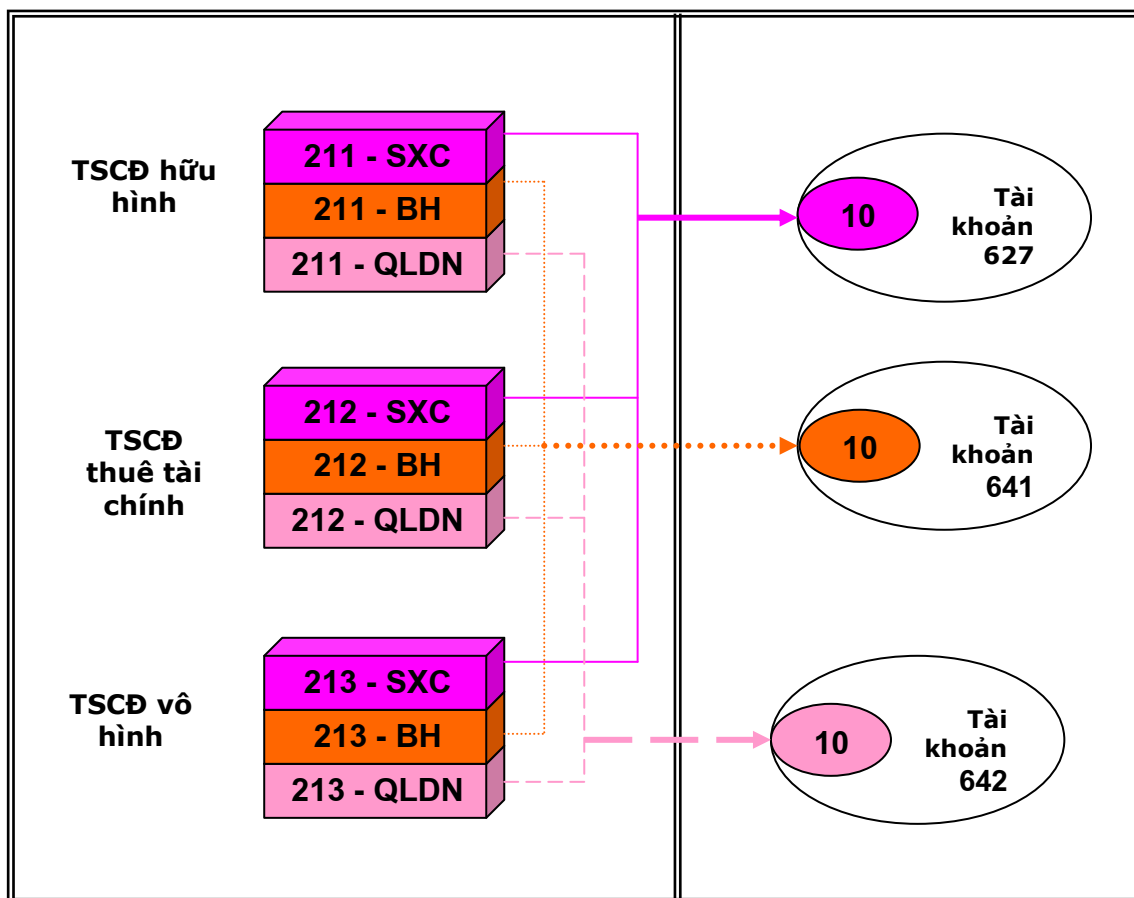 TSCĐ hữu
hình
211 - SXC
211 - BH
211 - QLDN
TSCĐ
thuê tài
chính
212 - SXC
212 - BH
212 - QLDN
TSCĐ vô
hình
213 - SXC
213 - BH
213 - QLDN
10
Tài
khoản
627
10
Tài
khoản
641
10
Tài
khoản
642